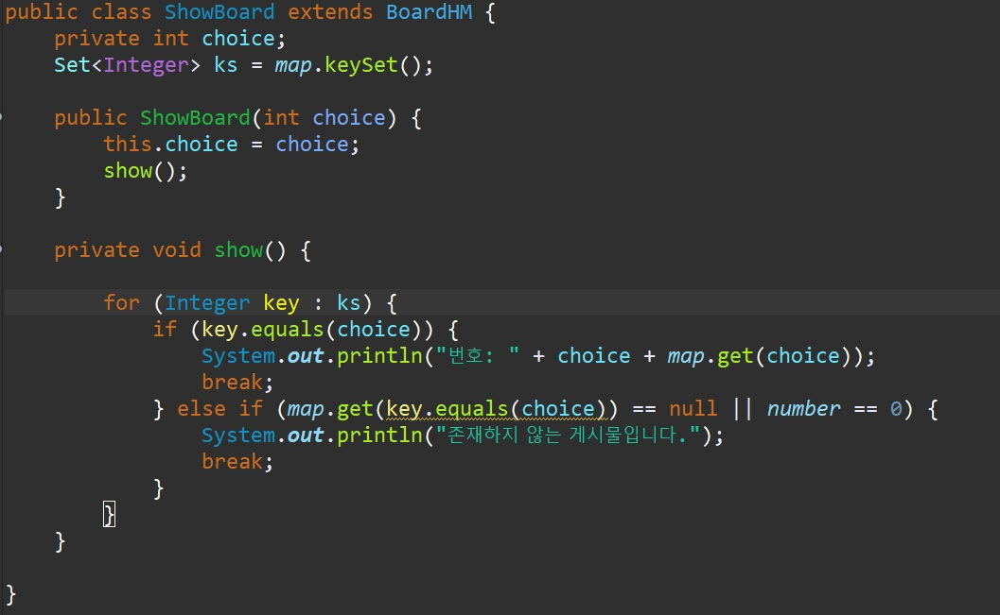 public class ShowBoard extends BoardHM {
    private int choice;
    Set<Integer> ks = map.keySet();
    public ShowBoard(int choice) {
        this.choice = choice;
        show();
    }
    private void show() {
        for (Integer key : ks) {
            if (key.equals(choice)) {
                System.out.println("번호: " + choice + map.get(choice));
                break;
            } else if (map.get(key.equals(choice)) == null || number == 0) {
                System.out.println("존재하지 않는 게시물입니다.");
                break;
            }
        }
    }
}